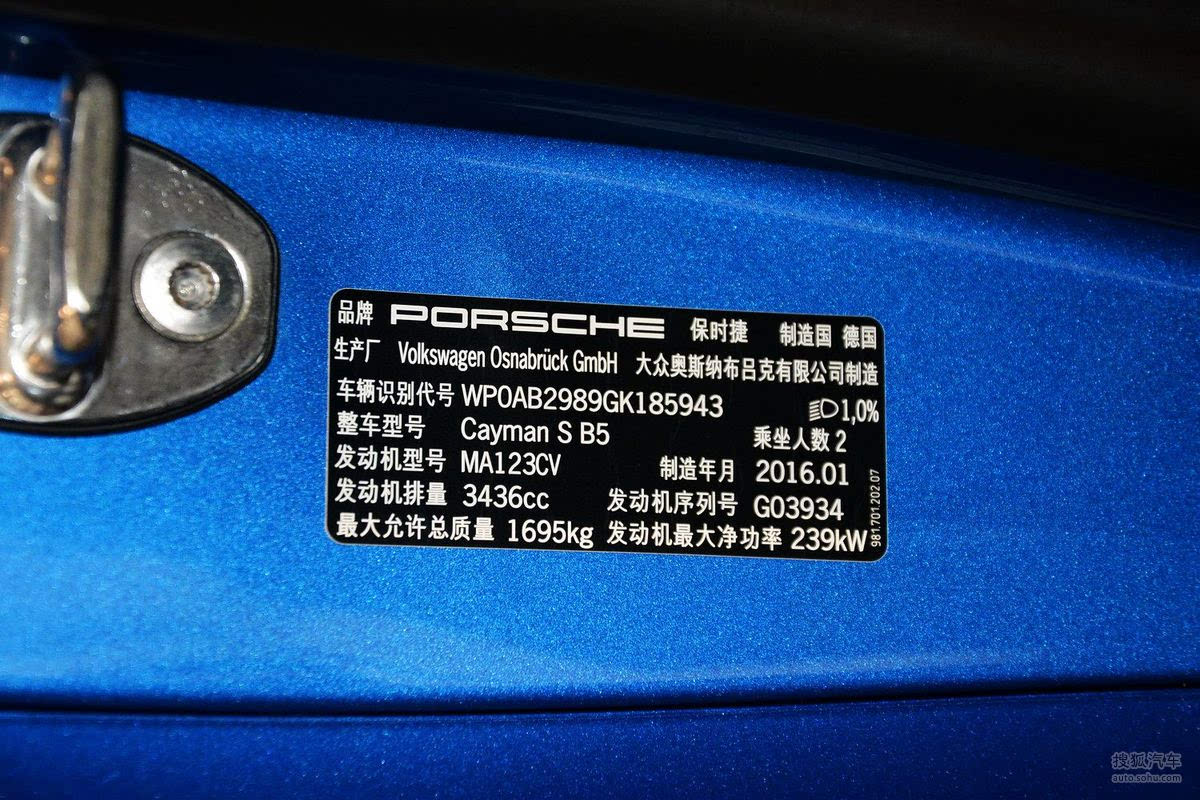 品牌 PORSCHE 保时捷 制造国 德国
生产厂 Volkswagen Osnabrück GmbH 大众奥斯纳布吕克有限公司制造
车辆识别代号 WP0AB2989GK185943 1,0%
整车型号 Cayman S B5 乘坐人数 2
发动机型号 MA123CV 制造年月 2016.01
发动机排量 3436cc 发动机序列号 G03934
最大允许总质量 1695kg 发动机最大净功率 239kW
981.701.202.07
搜狐汽车
auto.sohu.com